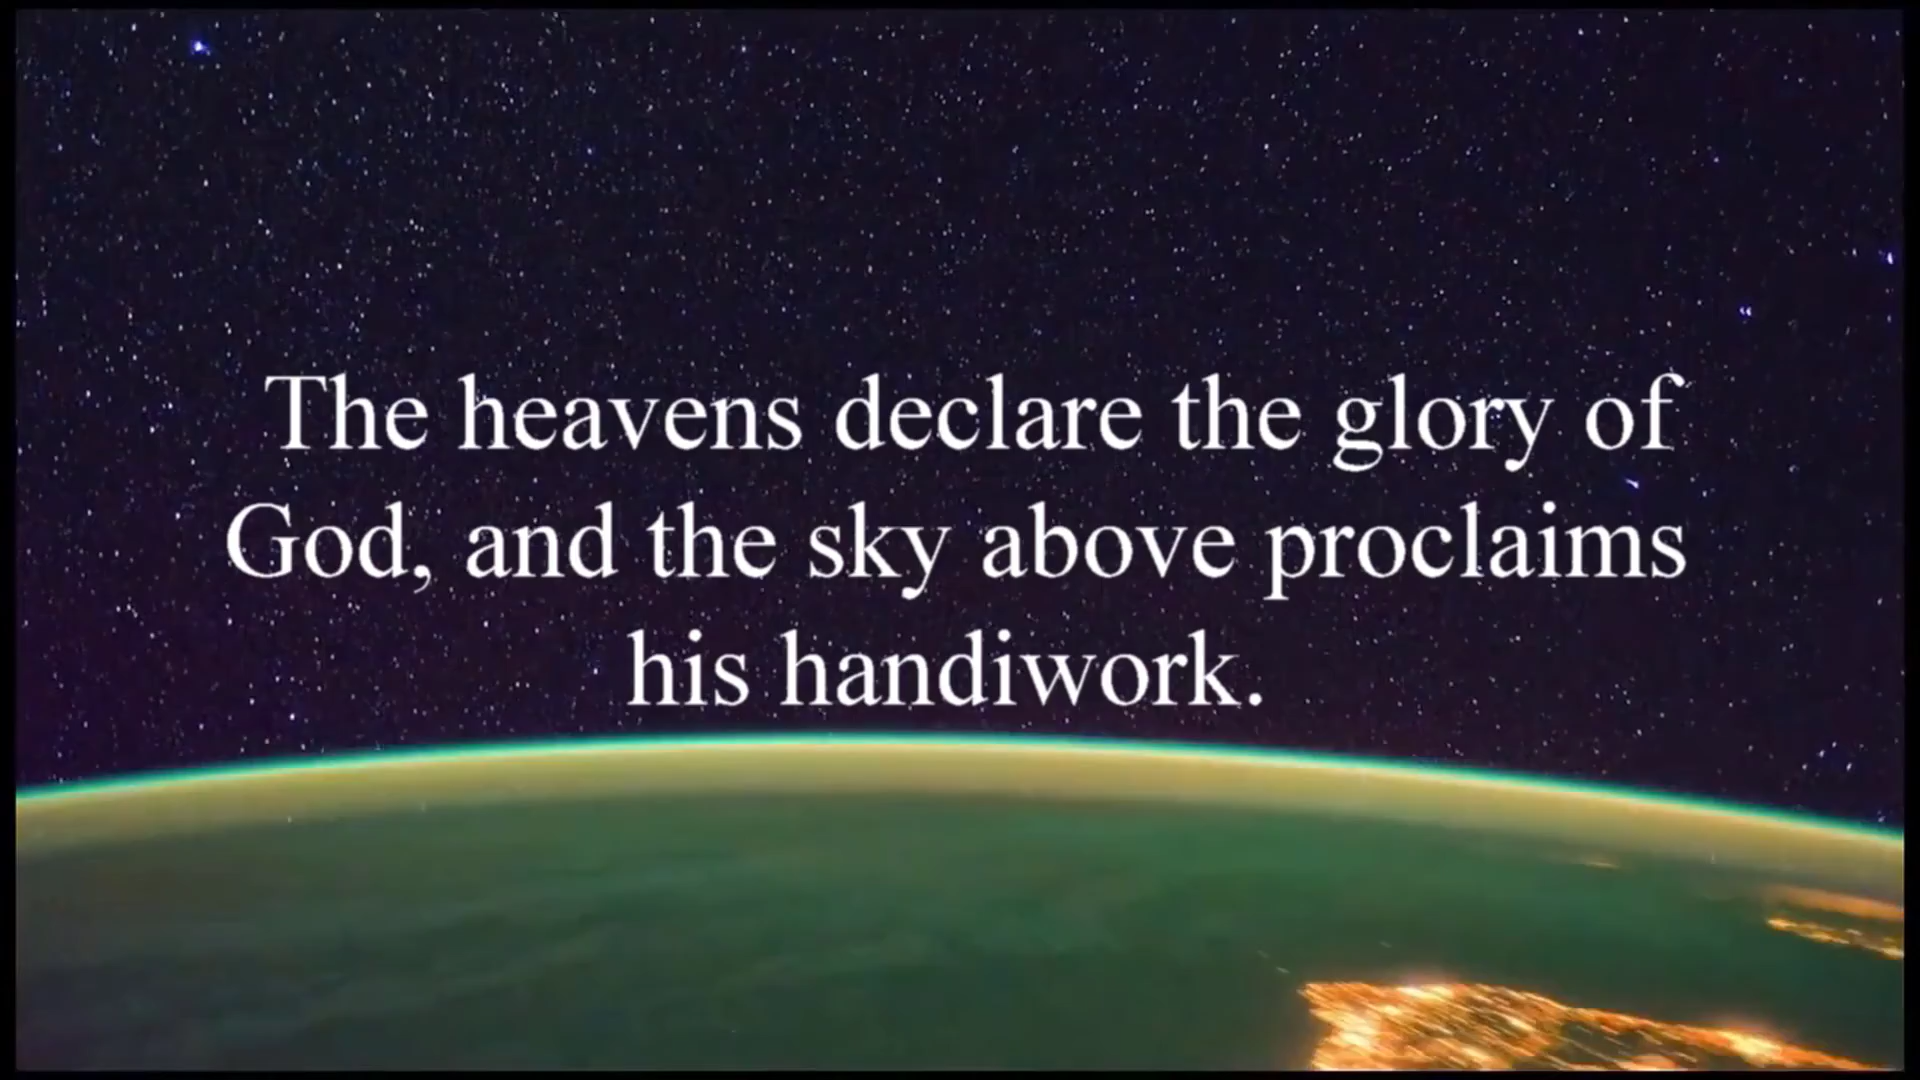 The heavens declare the glory of
God, and the sky above proclaims
his handiwork.